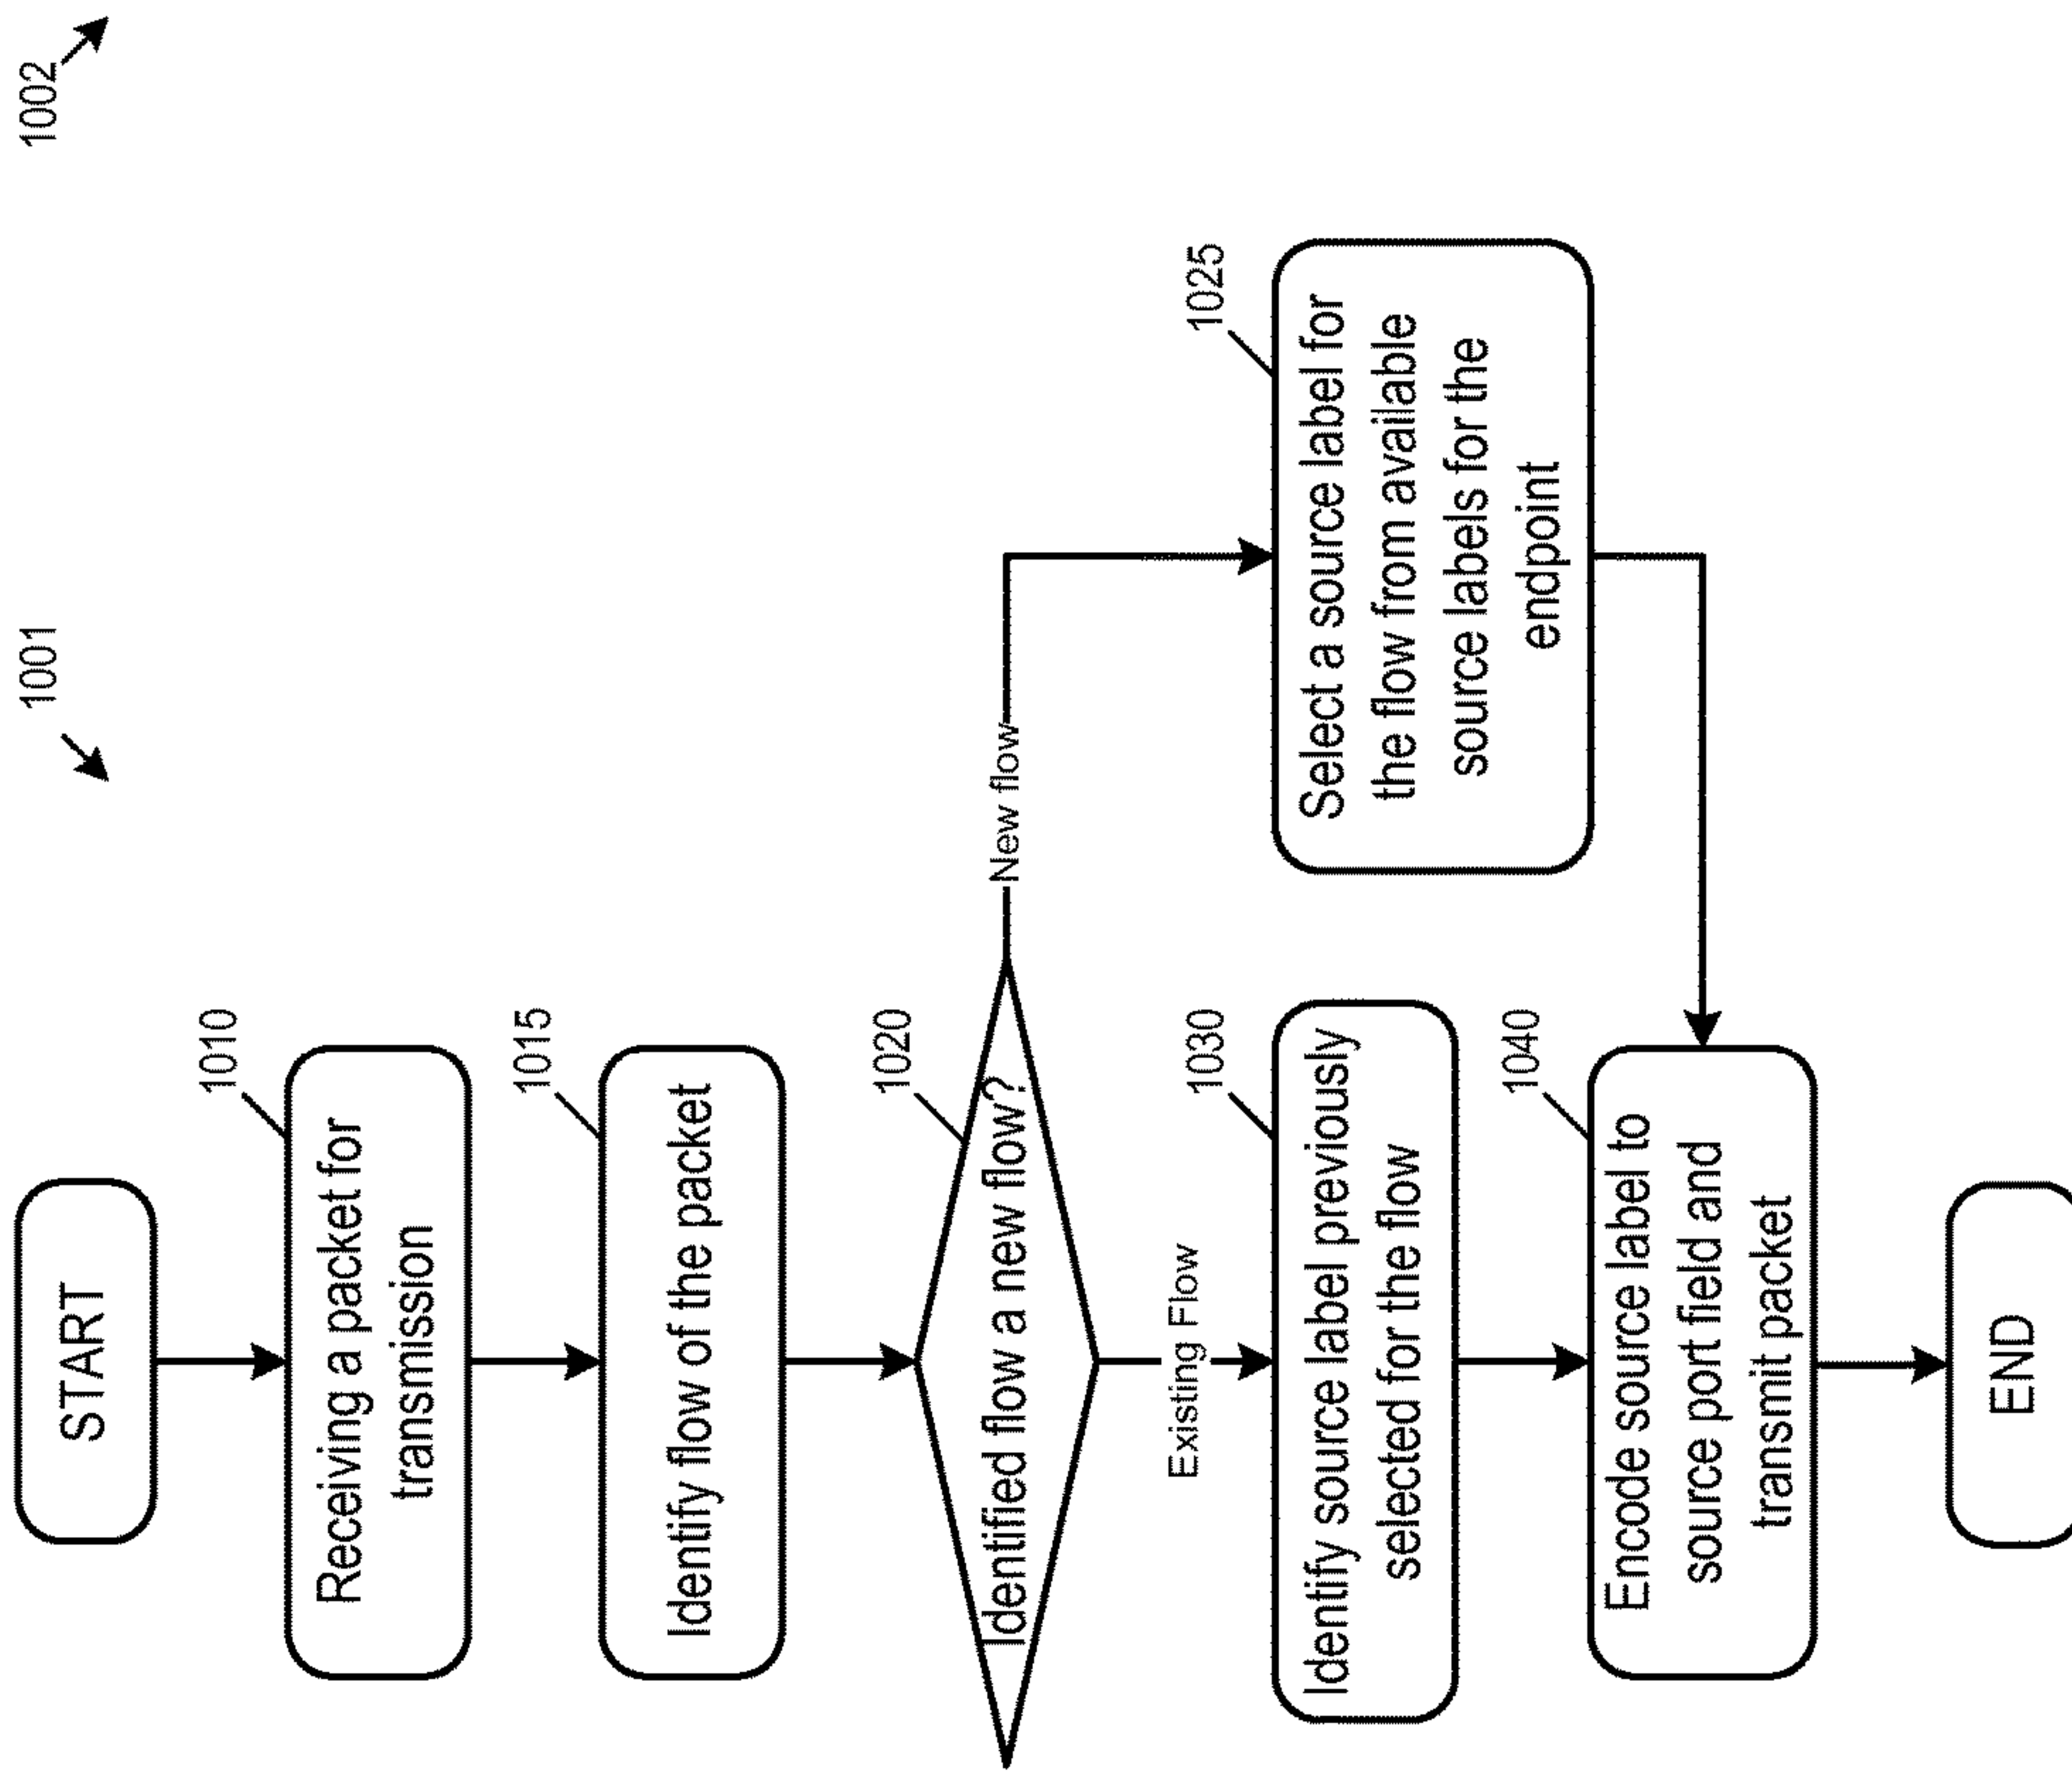 1001
1002
START
1010
Receiving a packet for
transmission
1015
Identify flow of the packet
1020
Identified flow a new flow?
New flow
Existing Flow
1025
Select a source label for
the flow from available
source labels for the
endpoint
1030
Identify source label previously
selected for the flow
1040
Encode source label to
source port field and
transmit packet
END